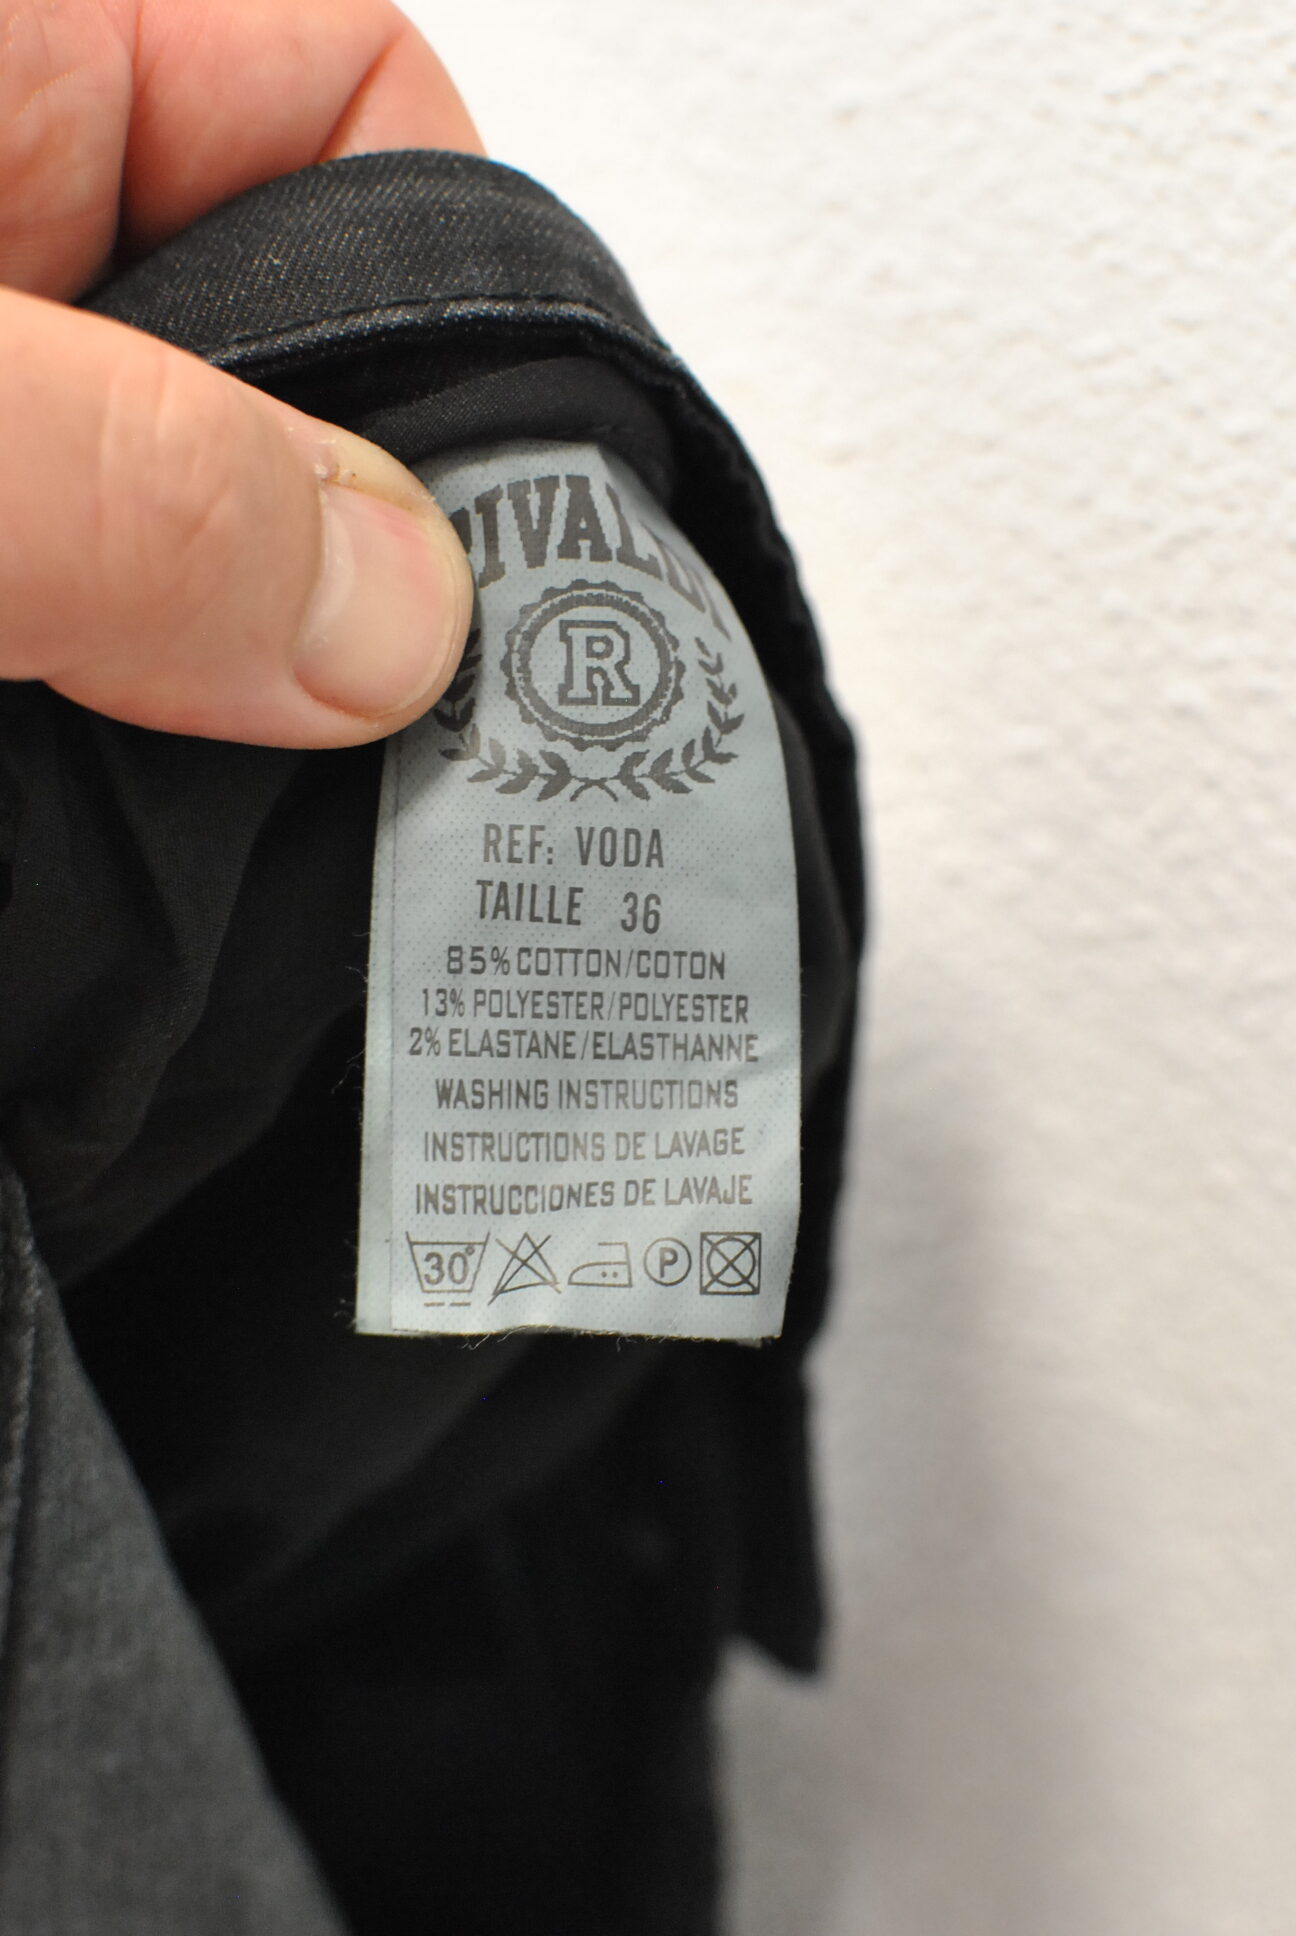 R
REF: VODA
TAILLE 36
85% COTTON/COTON
13% POLYESTER/POLYESTER
2% ELASTANE/ELASTHANNE
WASHING INSTRUCTIONS
INSTRUCTIONS DE LAVAGE
INSTRUCCIONES DE LAVAJE
30° P